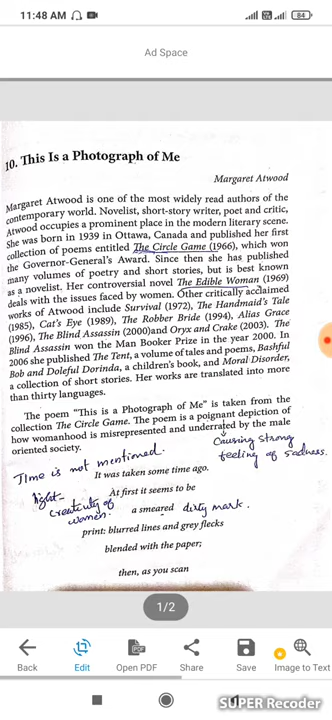 11:48 AM
84
Ad Space
10. This Is a Photograph of Me
Margaret Atwood
Margaret Atwood is one of the most widely read authors of the
contemporary world. Novelist, short-story writer, poet and critic,
Atwood occupies a prominent place in the modern literary scene.
She was born in 1939 in Ottawa, Canada and published her first
collection of poems entitled The Circle Game (1966), which won
the Governor-General's Award. Since then she has published
many volumes of poetry and short stories, but is best known
as a novelist. Her controversial novel The Edible Woman (1969)
deals with the issues faced by women. Other critically acclaimed
works of Atwood include Survival (1972), The Handmaid's Tale
(1985), Cat's Eye (1989), The Robber Bride (1994), Alias Grace
(1996), The Blind Assassin (2000)and Oryx and Crake (2003). The
Blind Assassin won the Man Booker Prize in the year 2000. In
2006 she published The Tent, a volume of tales and poems, Bashful
Bob and Doleful Dorinda, a children's book, and Moral Disorder,
a collection of short stories. Her works are translated into more
than thirty languages.
The poem "This is a Photograph of Me" is taken from the
collection The Circle Game. The poem is a poignant depiction of
how womanhood is misrepresented and underrated by the male
oriented society.
Causing strong
feeling of sadness.
Time is not mentioned.
It was taken some time ago.
light-
At first it seems to be
creativity of
women.
a smeared dirty mark.
print: blurred lines and grey flecks
blended with the paper;
then, as you scan
1/2
Back
Edit
PDF
Open PDF
Share
Save
Image to Text
SUPER Recorder